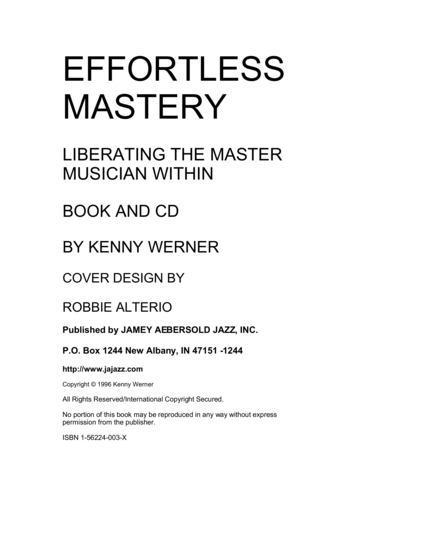 EFFORTLESS
MASTERY
LIBERATING THE MASTER
MUSICIAN WITHIN
BOOK AND CD
BY KENNY WERNER
COVER DESIGN BY
ROBBIE ALTERIO
Published by JAMEY AEBERSOLD JAZZ, INC.
P.O. Box 1244 New Albany, IN 47151 -1244
http://www.jajazz.com
Copyright © 1996 Kenny Werner
All Rights Reserved/International Copyright Secured.
No portion of this book may be reproduced in any way without express
permission from the publisher.
ISBN 1-56224-003-X